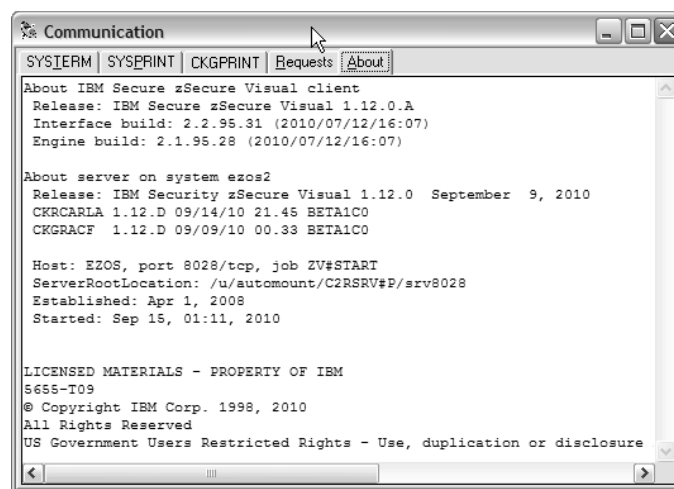 Communication
SYSTERM SYSPRINT CKGPRINT Requests About
About IBM Secure zSecure Visual client
Release: IBM Secure zSecure Visual 1.12.0.A
Interface build: 2.2.95.31 (2010/07/12/16:07)
Engine build: 2.1.95.28 (2010/07/12/16:07)
About server on system ezos2
Release: IBM Security zSecure Visual 1.12.0  September  9, 2010
CKRCARLA 1.12.D 09/14/10 21.45 BETA1C0
CKGRACF  1.12.D 09/09/10 00.33 BETA1C0
Host: EZOS, port 8028/tcp, job ZV#START
ServerRootLocation: /u/automount/C2RSRV#P/srv8028
Established: Apr 1, 2008
Started: Sep 15, 01:11, 2010
LICENSED MATERIALS - PROPERTY OF IBM
5655-T09
© Copyright IBM Corp. 1998, 2010
All Rights Reserved
US Government Users Restricted Rights - Use, duplication or disclosure